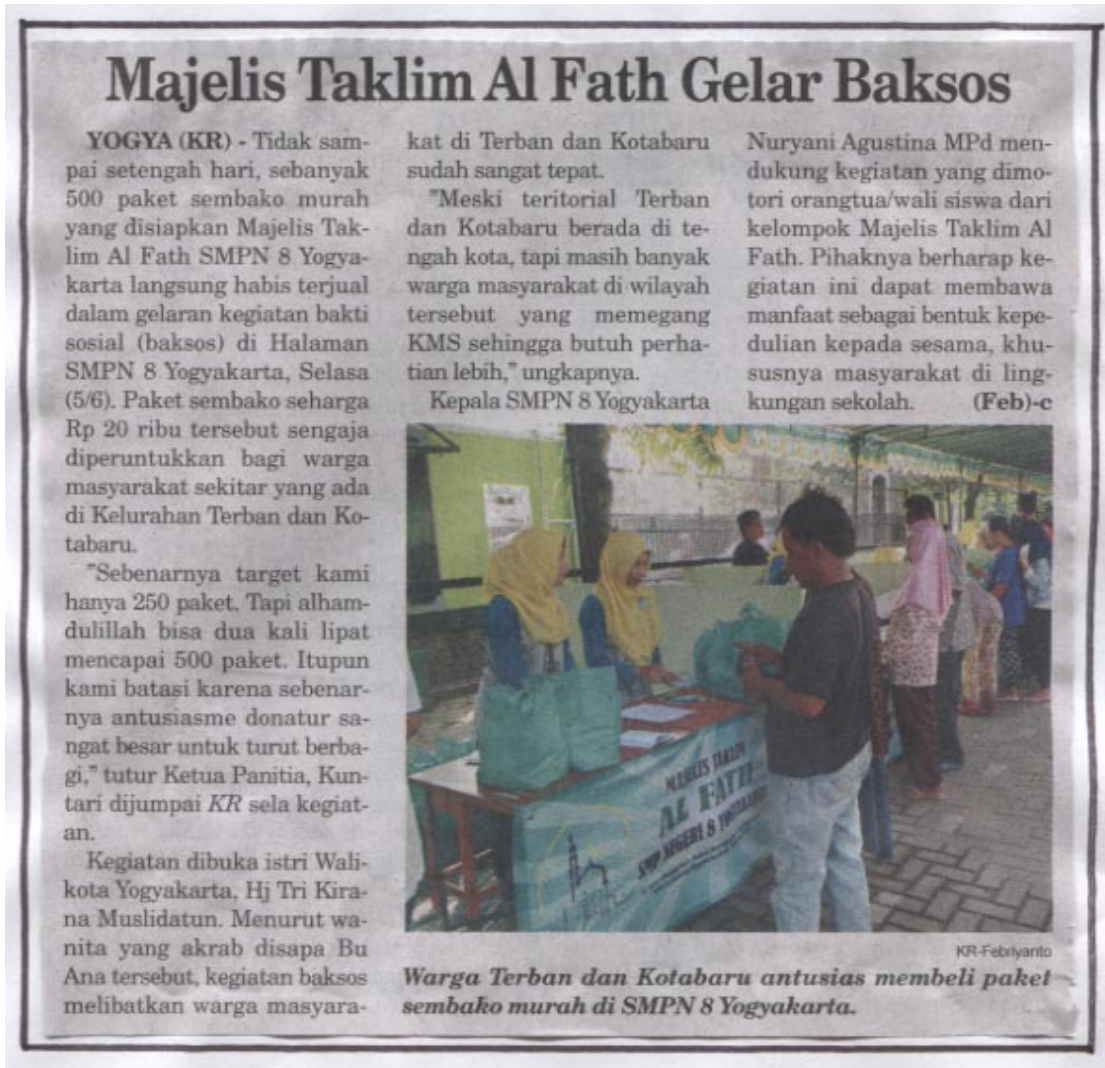 Majelis Taklim Al Fath Gelar Baksos
YOGYA (KR) - Tidak sam-
pai setengah hari, sebanyak
500 paket sembako murah
yang disiapkan Majelis Tak-
lim Al Fath SMPN 8 Yogya-
karta langsung habis terjual
dalam gelaran kegiatan bakti
sosial (baksos) di Halaman
SMPN 8 Yogyakarta, Selasa
(5/6). Paket sembako seharga
Rp 20 ribu tersebut sengaja
diperuntukkan bagi warga
masyarakat sekitar yang ada
di Kelurahan Terban dan Ko-
tabaru.
"Sebenarnya target kami
hanya 250 paket. Tapi alham-
dulillah bisa dua kali lipat
mencapai 500 paket. Itupun
kami batasi karena sebenar-
nya antusiasme donatur sa-
ngat besar untuk turut berba-
gi," tutur Ketua Panitia, Kun-
tari dijumpai KR sela kegiat-
an.
Kegiatan dibuka istri Wali-
kota Yogyakarta, Hj Tri Kira-
na Muslidatun. Menurut wa-
nita yang akrab disapa Bu
Ana tersebut, kegiatan baksos
melibatkan warga masyara-
kat di Terban dan Kotabaru
sudah sangat tepat.
"Meski teritorial Terban
dan Kotabaru berada di te-
ngah kota, tapi masih banyak
warga masyarakat di wilayah
tersebut yang memegang
KMS sehingga butuh perha-
tian lebih," ungkapnya.
Kepala SMPN 8 Yogyakarta
Nuryani Agustina MPd men-
dukung kegiatan yang dimo-
tori orangtua/wali siswa dari
kelompok Majelis Taklim Al
Fath. Pihaknya berharap ke-
giatan ini dapat membawa
manfaat sebagai bentuk kepe-
dulian kepada sesama, khu-
susnya masyarakat di ling-
kungan sekolah. (Feb)-c
MAJLIS TAKLIM
AL FATH
SMP NEGERI 8 YOGYAKARTA
KR-Febriyanto
Warga Terban dan Kotabaru antusias membeli paket
sembako murah di SMPN 8 Yogyakarta.